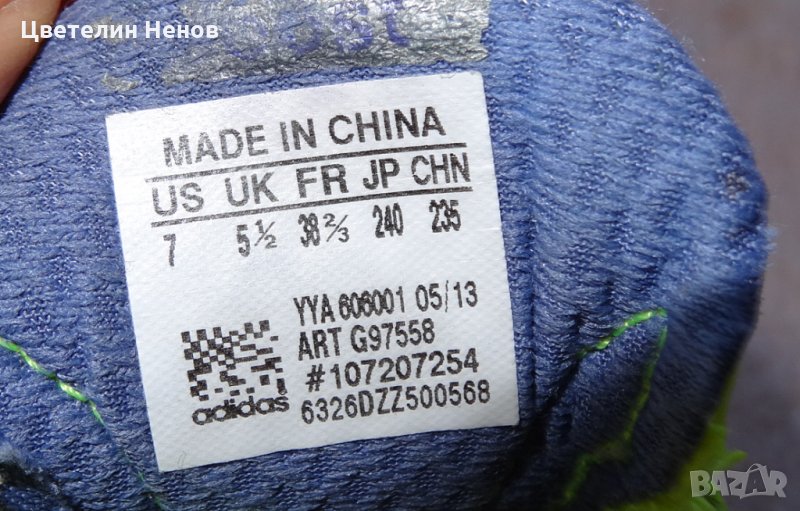 Цветелин Ненов
MADE IN CHINA
US UK FR JP CHN
7 5½ 38⅔ 240 235
YYA 606001 05/13
ART G97558
#107207254
adidas
6326DZZ500568
BAZAR